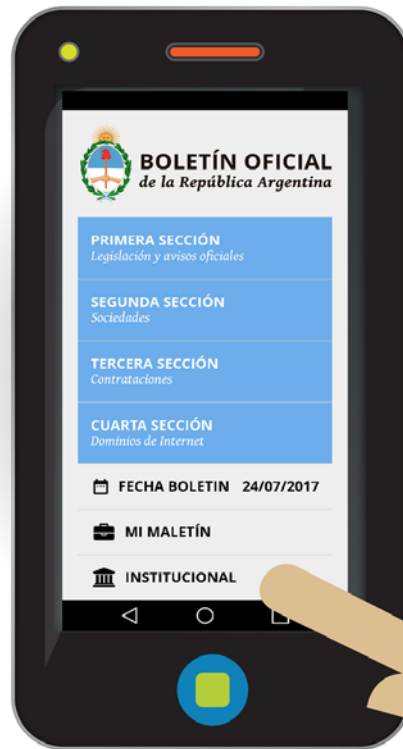 BOLETÍN OFICIAL
de la República Argentina
PRIMERA SECCIÓN
Legislación y avisos oficiales
SEGUNDA SECCIÓN
Sociedades
TERCERA SECCIÓN
Contrataciones
CUARTA SECCIÓN
Dominios de Internet
FECHA BOLETIN 24/07/2017
MI MALETÍN
INSTITUCIONAL